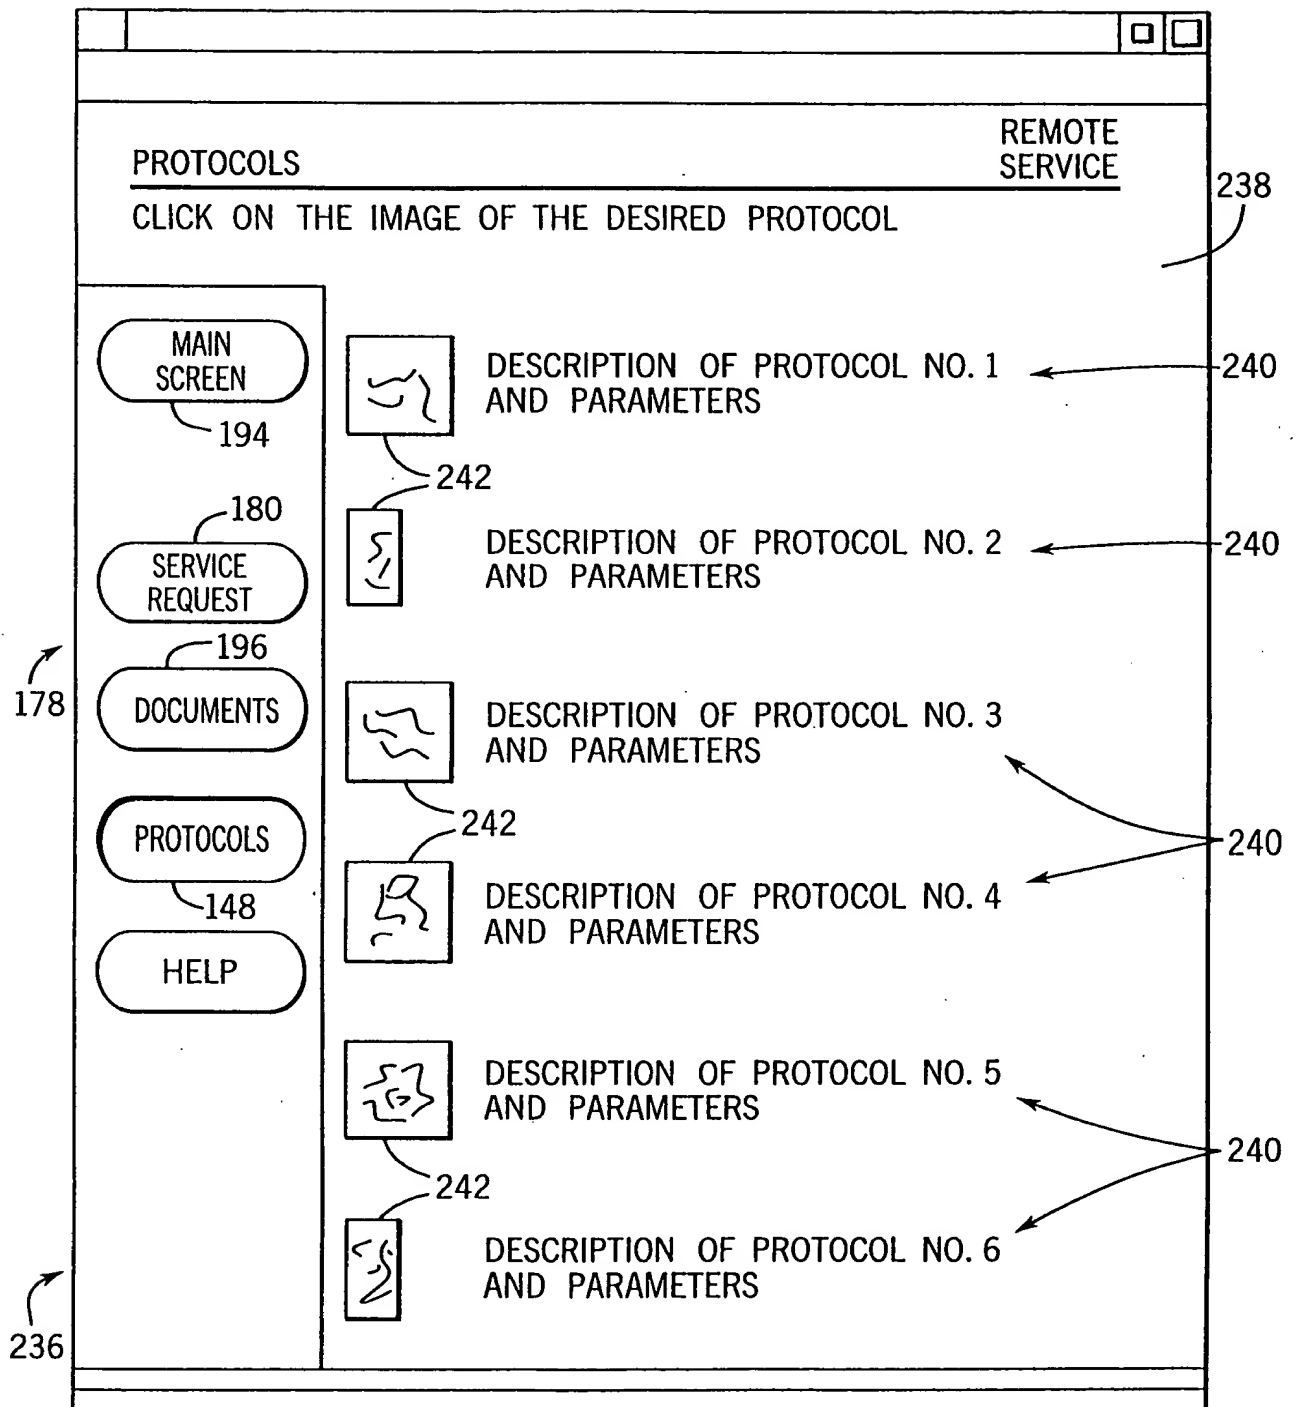 REMOTE
SERVICE
PROTOCOLS
CLICK ON THE IMAGE OF THE DESIRED PROTOCOL
238
MAIN
SCREEN
194
180
SERVICE
REQUEST
196
DOCUMENTS
178
PROTOCOLS
148
HELP
236
DESCRIPTION OF PROTOCOL NO. 1
AND PARAMETERS
240
242
DESCRIPTION OF PROTOCOL NO. 2
AND PARAMETERS
240
DESCRIPTION OF PROTOCOL NO. 3
AND PARAMETERS
242
240
DESCRIPTION OF PROTOCOL NO. 4
AND PARAMETERS
DESCRIPTION OF PROTOCOL NO. 5
AND PARAMETERS
242
240
DESCRIPTION OF PROTOCOL NO. 6
AND PARAMETERS